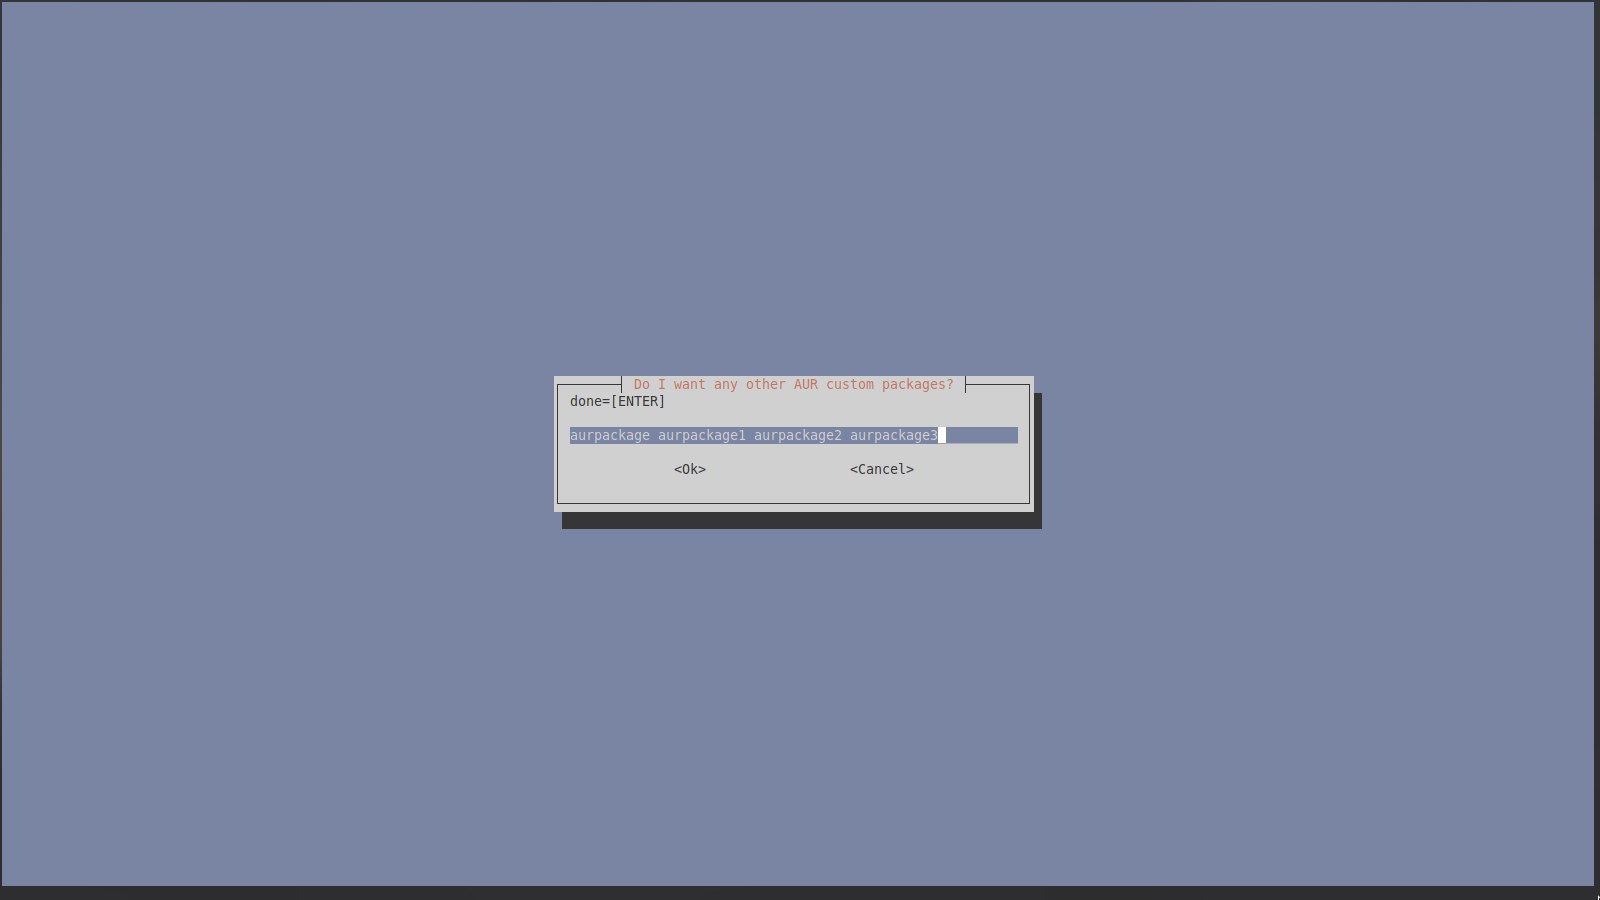 Do I want any other AUR custom packages?
done=[ENTER]
aurpackage aurpackage1 aurpackage2 aurpackage3
<Ok> <Cancel>